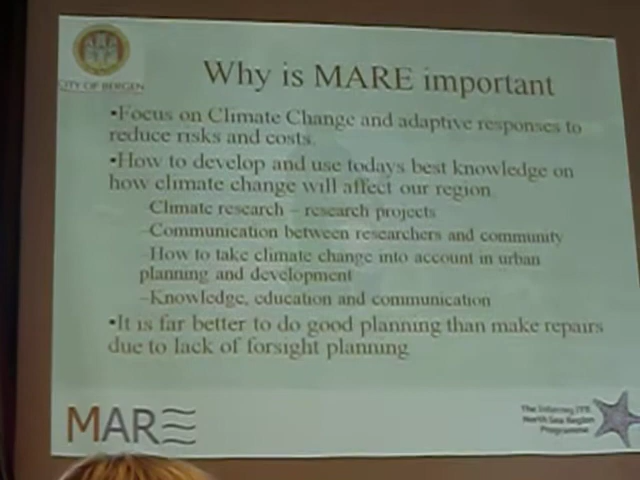 CITY OF BERGEN
Why is MARE important
•Focus on Climate Change and adaptive responses to
reduce risks and costs.
•How to develop and use todays best knowledge on
how climate change will affect our region
Climate research – research projects
–Communication between researchers and community
–How to take climate change into account in urban
planning and development
–Knowledge, education and communication
•It is far better to do good planning than make repairs
due to lack of forsight planning
MARE
The Interreg IVB
North Sea Region
Programme